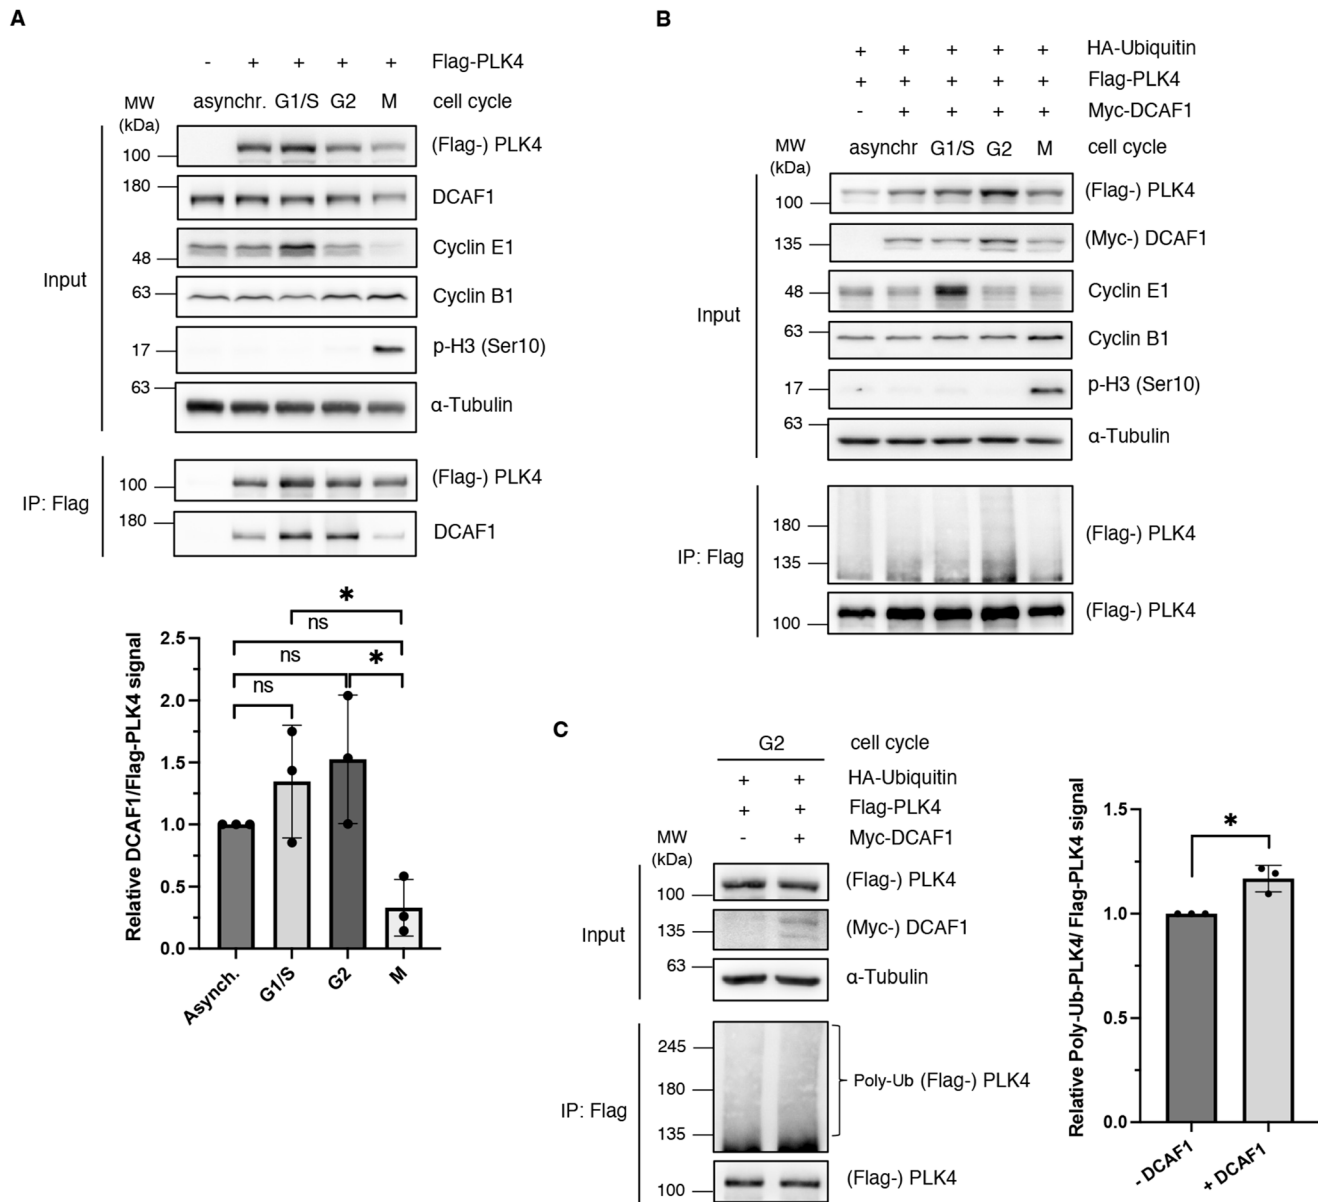 A
- + + + + Flag-PLK4
MW (kDa) asynchr. G1/S G2 M cell cycle
100 (Flag-) PLK4
180 DCAF1
48 Cyclin E1
Input
63 Cyclin B1
17 p-H3 (Ser10)
63 α-Tubulin
100 (Flag-) PLK4
IP: Flag
180 DCAF1
*
ns
ns *
ns
Relative DCAF1/Flag-PLK4 signal
2.5
2.0
1.5
1.0
0.5
0.0
Asynch. G1/S G2 M
B
+ + + + + HA-Ubiquitin
+ + + + + Flag-PLK4
- + + + + Myc-DCAF1
MW (kDa) asynchr G1/S G2 M cell cycle
100 (Flag-) PLK4
135 (Myc-) DCAF1
48 Cyclin E1
Input
63 Cyclin B1
17 p-H3 (Ser10)
63 α-Tubulin
180 (Flag-) PLK4
IP: Flag
135
100 (Flag-) PLK4
C
G2 cell cycle
+ + HA-Ubiquitin
+ + Flag-PLK4
MW (kDa) - + Myc-DCAF1
100 (Flag-) PLK4
Input
135 (Myc-) DCAF1
63 α-Tubulin
245
180 Poly-Ub (Flag-) PLK4
IP: Flag
135
100 (Flag-) PLK4
Relative Poly-Ub-PLK4/ Flag-PLK4 signal
1.5
*
1.0
0.5
0.0
- DCAF1 + DCAF1